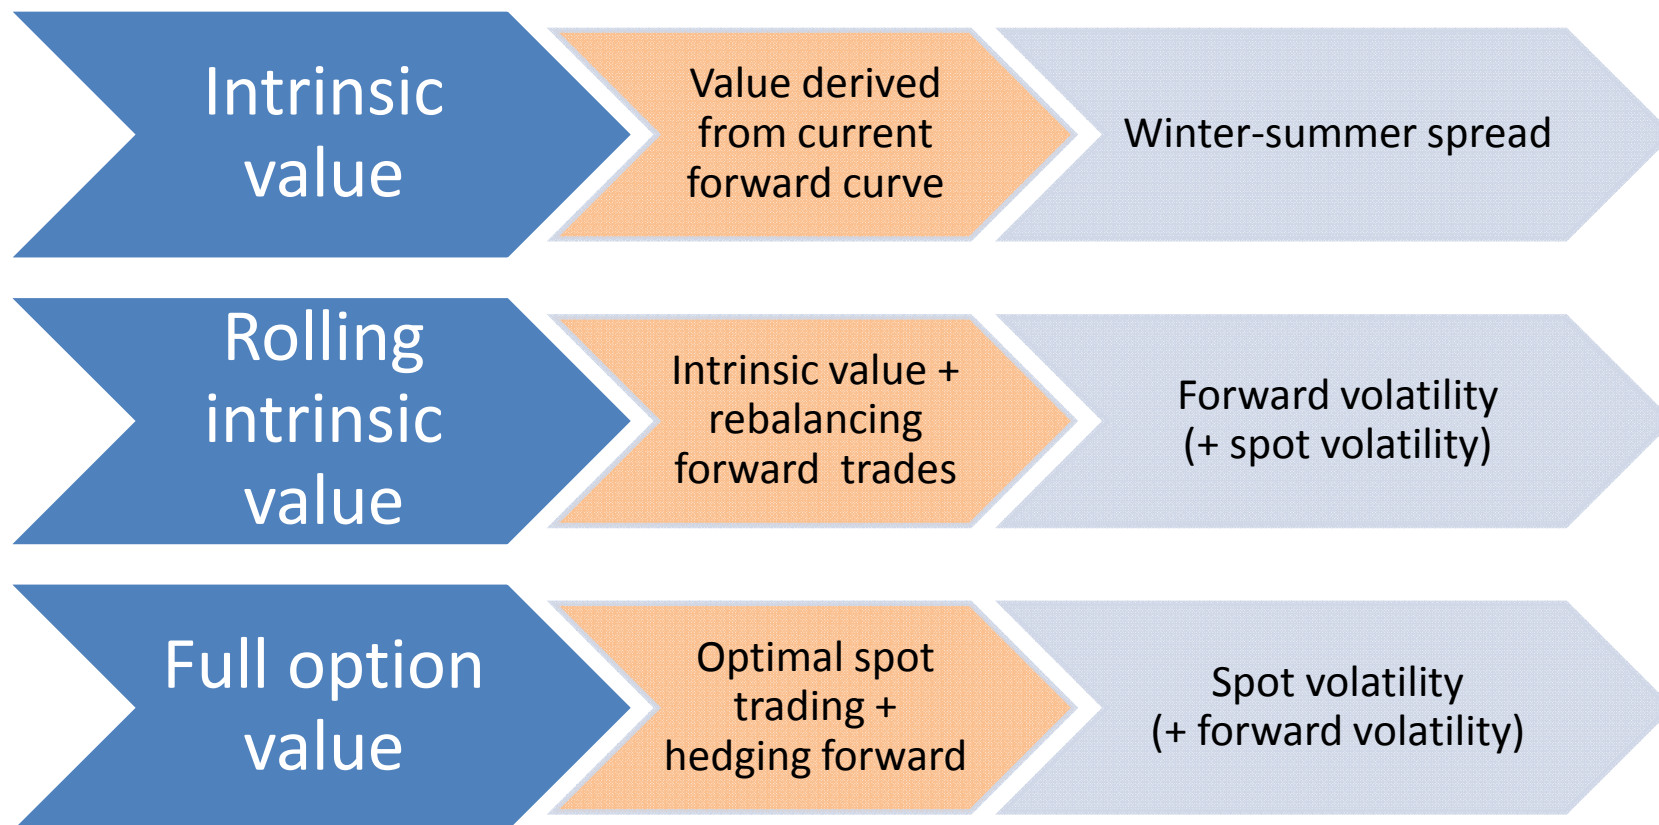 Intrinsic
value
Value derived
from current
forward curve
Winter-summer spread
Rolling
intrinsic
value
Intrinsic value +
rebalancing
forward  trades
Forward volatility
(+ spot volatility)
Full option
value
Optimal spot
trading +
hedging forward
Spot volatility
(+ forward volatility)